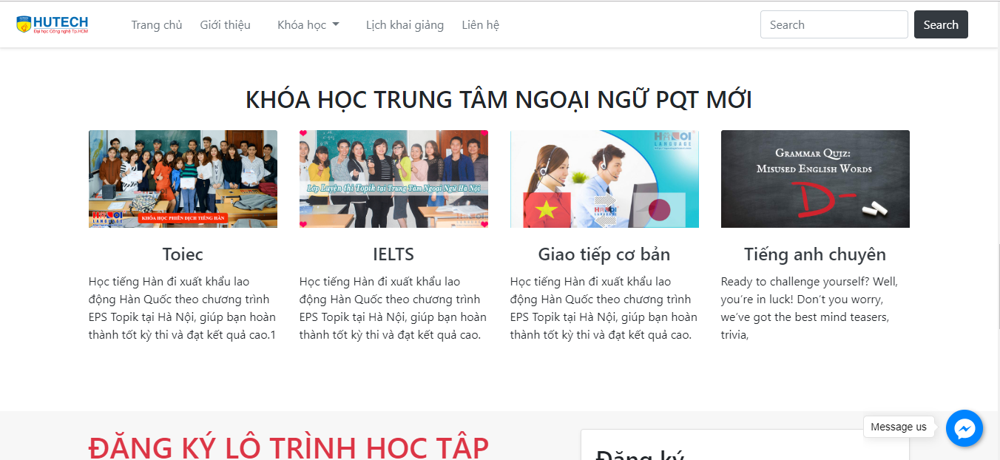 HUTECH
Đại học Công nghệ Tp.HCM
Trang chủ
Giới thiệu
Khóa học
Lịch khai giảng
Liên hệ
Search
Search
KHÓA HỌC TRUNG TÂM NGOẠI NGỮ PQT MỚI
HANOI
LANGUAGE
KHÓA HỌC PHIÊN DỊCH TIẾNG HÀN
Lớp Luyện thi Topik tại Trung Tâm Ngoại Ngữ Hà Nội
HANOI
LANGUAGE
HANOI
LANGUAGE
Grammar Quiz:
Misused English Words
D-
Toiec
Học tiếng Hàn đi xuất khẩu lao
động Hàn Quốc theo chương trình
EPS Topik tại Hà Nội, giúp bạn hoàn
thành tốt kỳ thi và đạt kết quả cao.1
IELTS
Học tiếng Hàn đi xuất khẩu lao
động Hàn Quốc theo chương trình
EPS Topik tại Hà Nội, giúp bạn hoàn
thành tốt kỳ thi và đạt kết quả cao.
Giao tiếp cơ bản
Học tiếng Hàn đi xuất khẩu lao
động Hàn Quốc theo chương trình
EPS Topik tại Hà Nội, giúp bạn hoàn
thành tốt kỳ thi và đạt kết quả cao.
Tiếng anh chuyên
Ready to challenge yourself? Well,
you’re in luck! Don’t you worry,
we’ve got the best mind teasers,
trivia,
Message us
ĐĂNG KÝ LÔ TRÌNH HOC TÂP
Đăng ký